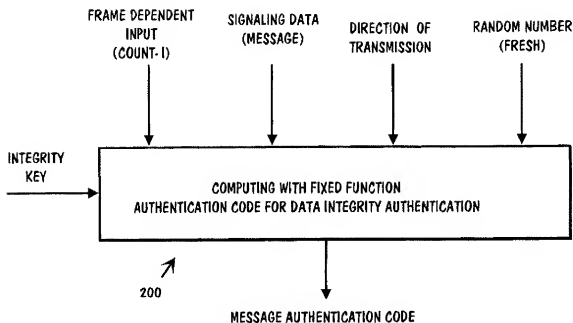 FRAME DEPENDENT
INPUT
(COUNT-I)
SIGNALING DATA
(MESSAGE)
DIRECTION OF
TRANSMISSION
RANDOM NUMBER
(FRESH)
INTEGRITY
KEY
COMPUTING WITH FIXED FUNCTION
AUTHENTICATION CODE FOR DATA INTEGRITY AUTHENTICATION
200
MESSAGE AUTHENTICATION CODE